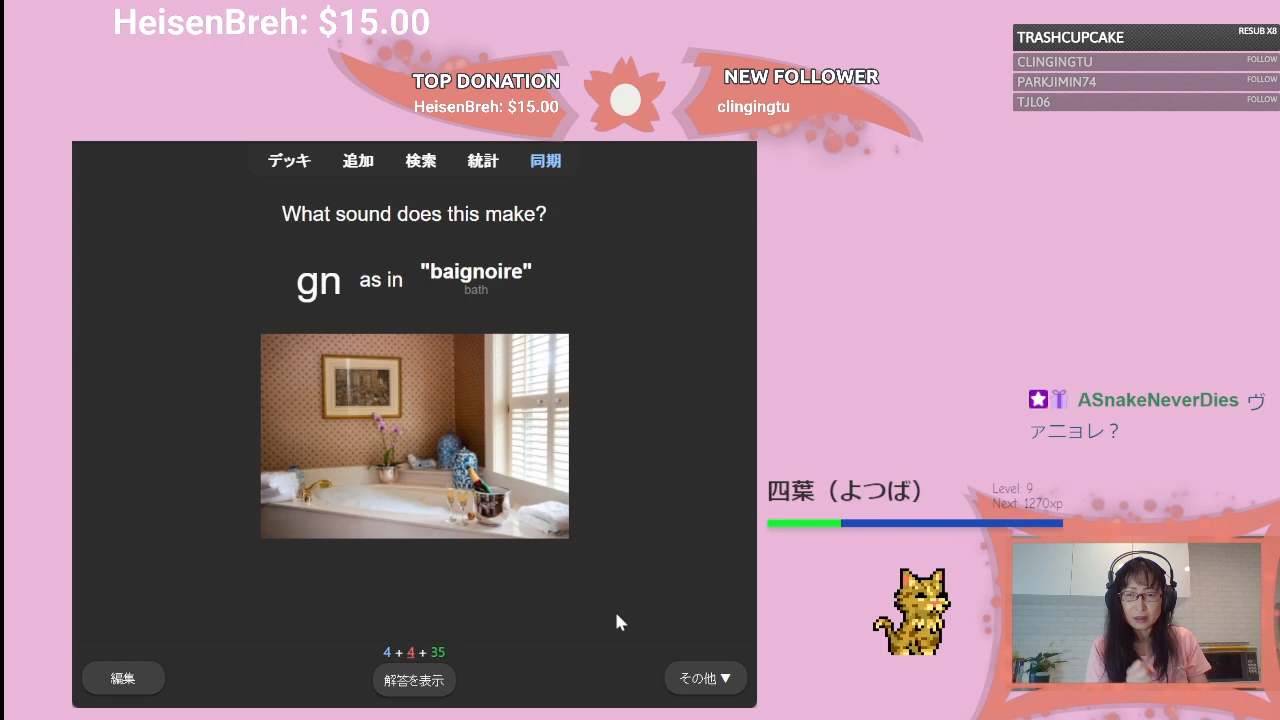 HeisenBreh: $15.00
TOP DONATION
HeisenBreh: $15.00
NEW FOLLOWER
clingingtu
TRASHCUPCAKE RESUB X8
CLINGINGTU FOLLOW
PARKJIMIN74 FOLLOW
TJL06 FOLLOW
デッキ 追加 検索 統計 同期
What sound does this make?
gn as in "baignoire"
bath
ASnakeNeverDies ヴ
ァニョレ？
四葉（よつば）
Level: 9
Next: 1270xp
4 + 4 + 35
編集 解答を表示 その他 ▼